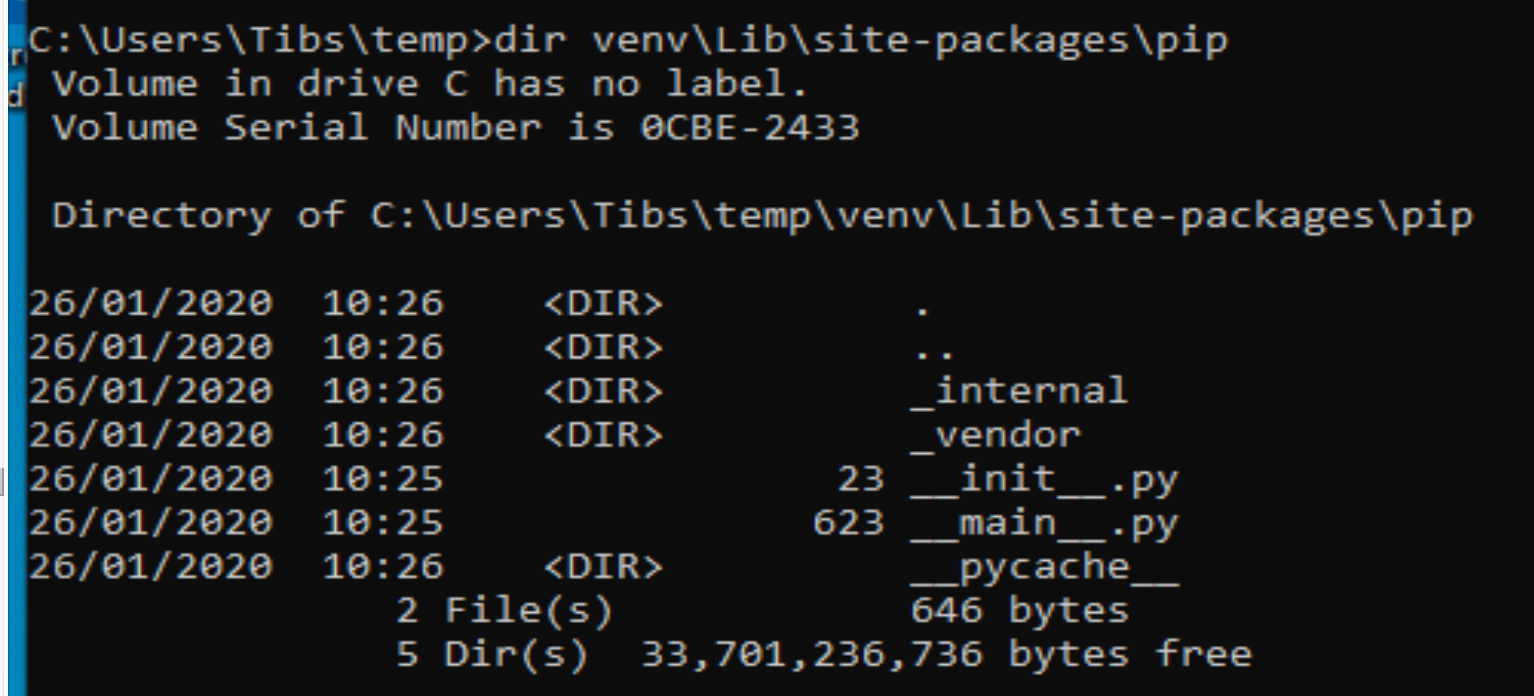 C:\Users\Tibs\temp>dir venv\Lib\site-packages\pip
Volume in drive C has no label.
Volume Serial Number is 0CBE-2433
Directory of C:\Users\Tibs\temp\venv\Lib\site-packages\pip
26/01/2020  10:26    <DIR>          .
26/01/2020  10:26    <DIR>          ..
26/01/2020  10:26    <DIR>          _internal
26/01/2020  10:26    <DIR>          _vendor
26/01/2020  10:25                23 __init__.py
26/01/2020  10:25               623 __main__.py
26/01/2020  10:26    <DIR>          __pycache__
2 File(s)            646 bytes
5 Dir(s)  33,701,236,736 bytes free